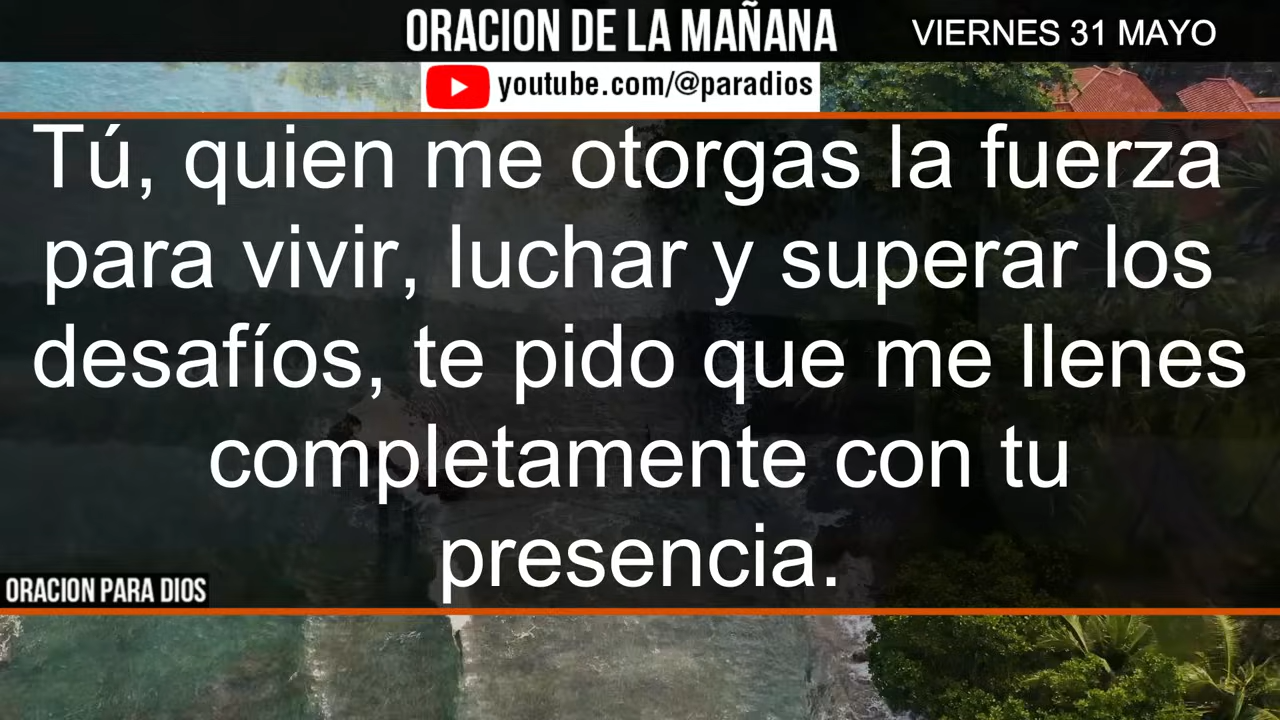 ORACION DE LA MAÑANA
VIERNES 31 MAYO
youtube.com/@paradios
Tú, quien me otorgas la fuerza
para vivir, luchar y superar los
desafíos, te pido que me llenes
completamente con tu
presencia.
ORACION PARA DIOS